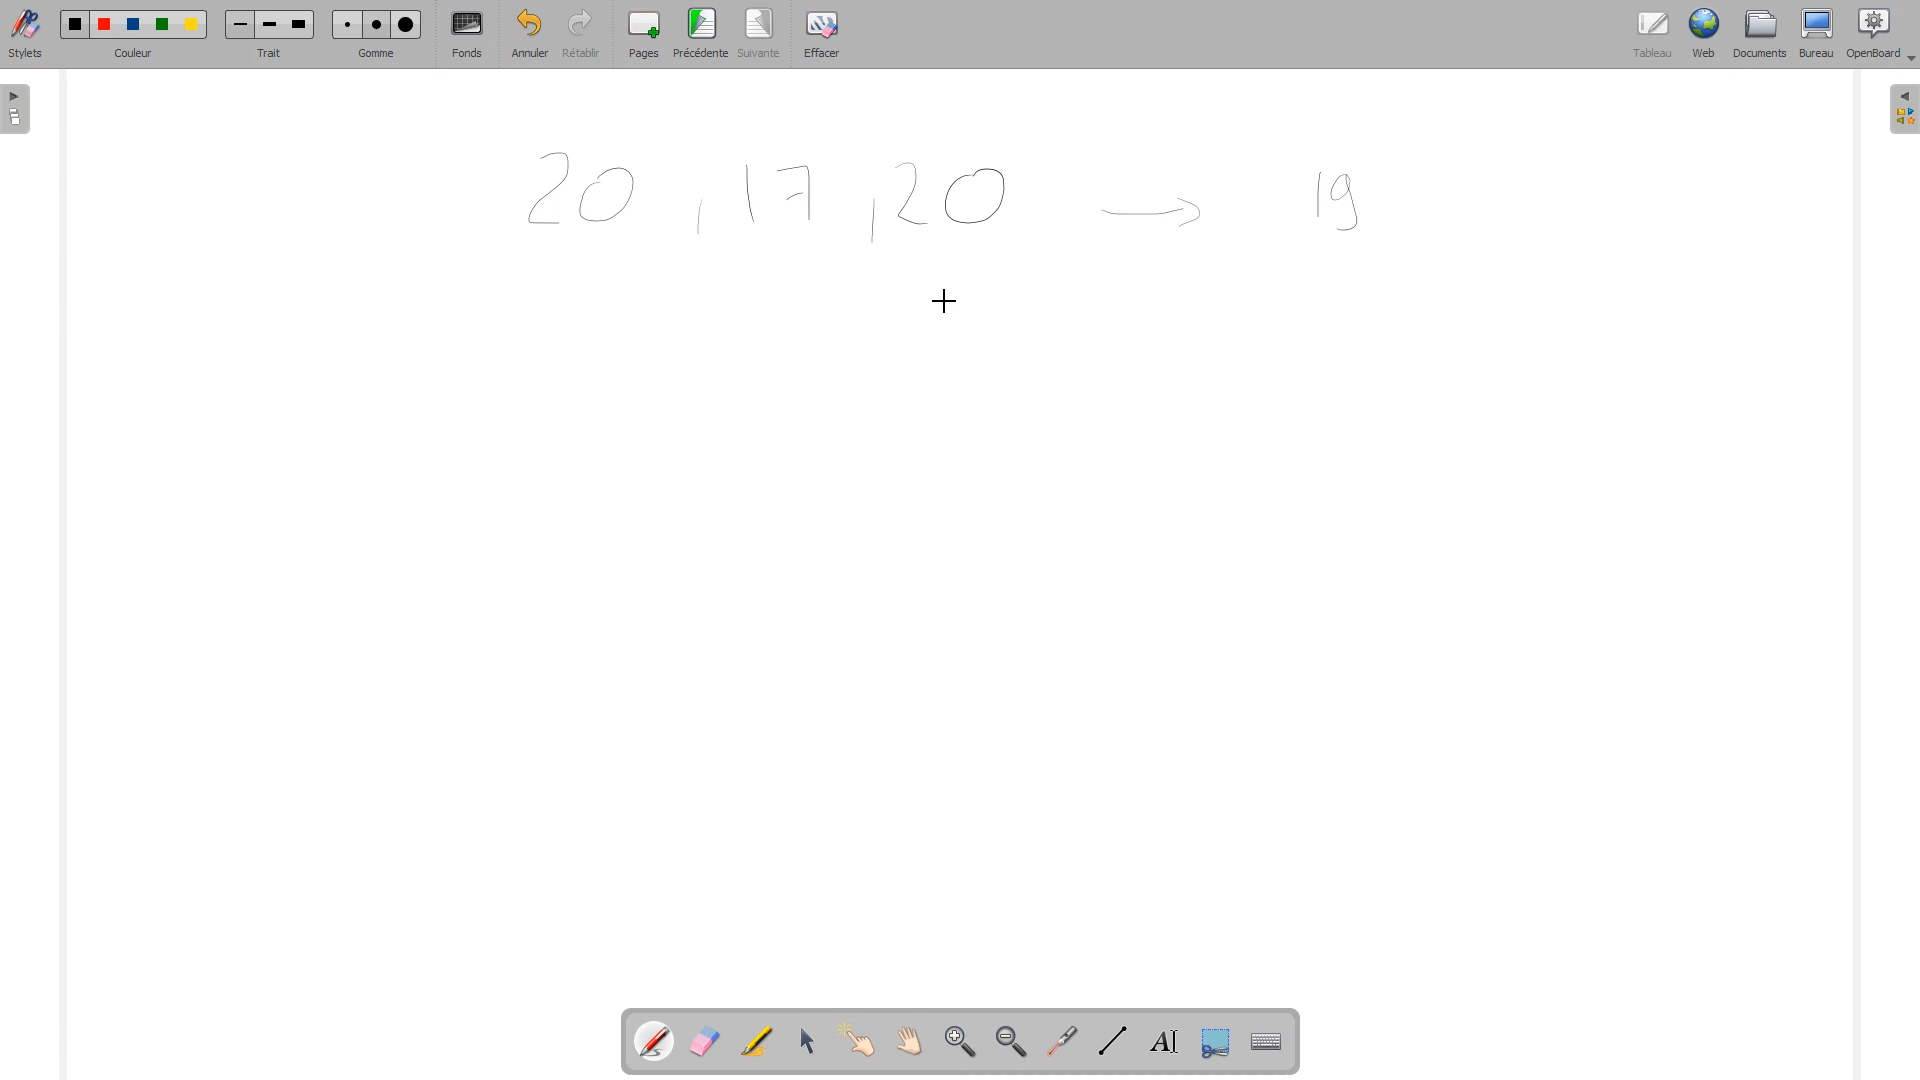 Stylets Couleur Trait Gomme Fonds Annuler Rétablir Pages Précédente Suivante Effacer Tableau Web Documents Bureau OpenBoard
20 , 17 , 20 → 19
AI